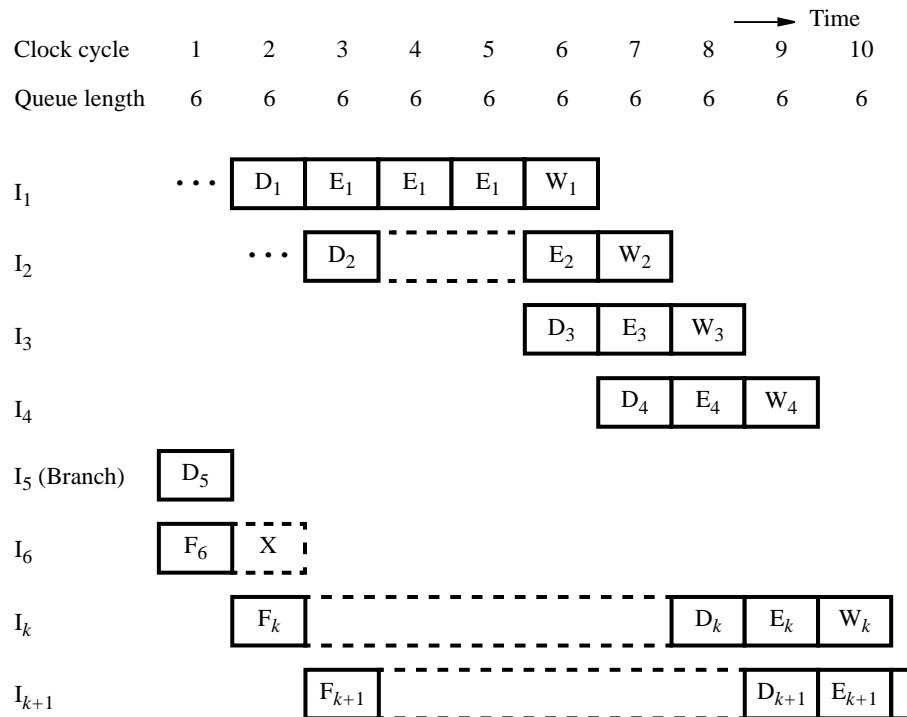 Time
Clock cycle 1 2 3 4 5 6 7 8 9 10
Queue length 6 6 6 6 6 6 6 6 6 6
I1 • • • D1 E1 E1 E1 W1
I2 • • • D2 E2 W2
I3 D3 E3 W3
I4 D4 E4 W4
I5 (Branch) D5
I6 F6 X
Ik Fk Dk Ek Wk
Ik+1 Fk+1 Dk+1 Ek+1